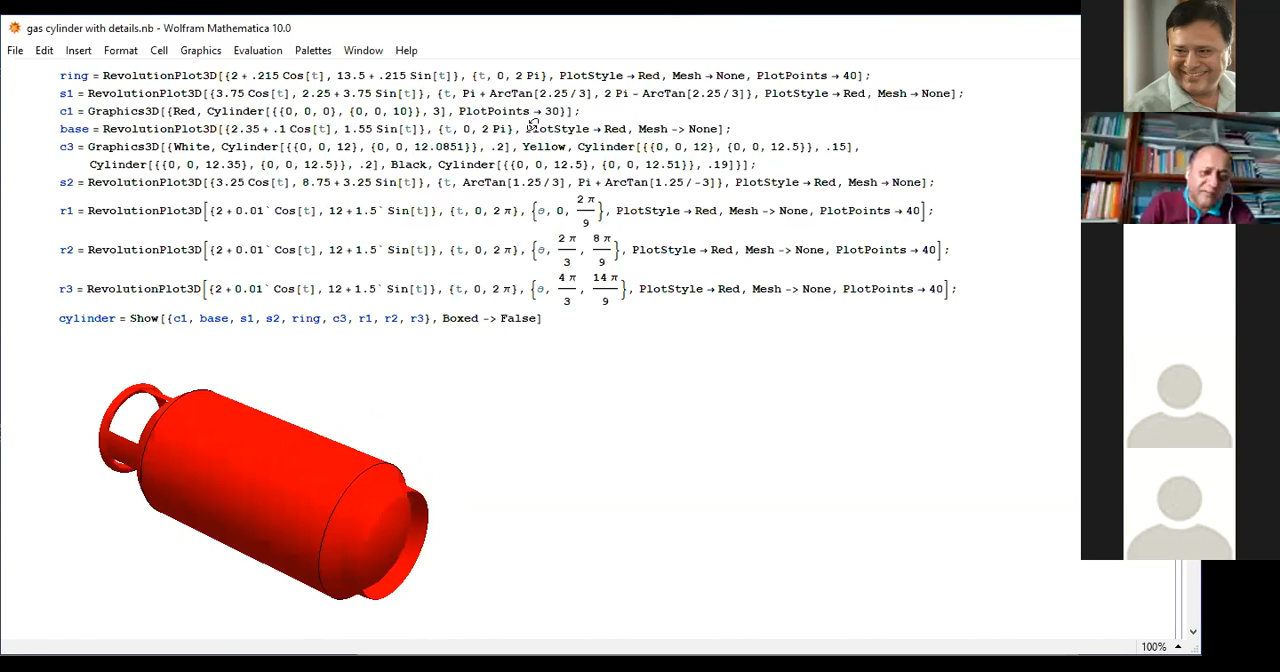 gas cylinder with details.nb - Wolfram Mathematica 10.0
File Edit Insert Format Cell Graphics Evaluation Palettes Window Help
ring = RevolutionPlot3D[{2 + .215 Cos[t], 13.5 + .215 Sin[t]}, {t, 0, 2 Pi}, PlotStyle → Red, Mesh → None, PlotPoints → 40];
s1 = RevolutionPlot3D[{3.75 Cos[t], 2.25 + 3.75 Sin[t]}, {t, Pi + ArcTan[2.25 / 3], 2 Pi - ArcTan[2.25 / 3]}, PlotStyle → Red, Mesh → None];
c1 = Graphics3D[{Red, Cylinder[{{0, 0, 0}, {0, 0, 10}}, 3], PlotPoints → 30}];
base = RevolutionPlot3D[{2.35 + .1 Cos[t], 1.55 Sin[t]}, {t, 0, 2 Pi}, PlotStyle → Red, Mesh -> None];
c3 = Graphics3D[{White, Cylinder[{{0, 0, 12}, {0, 0, 12.0851}}, .2], Yellow, Cylinder[{{0, 0, 12}, {0, 0, 12.5}}, .15],
Cylinder[{{0, 0, 12.35}, {0, 0, 12.5}}, .2], Black, Cylinder[{{0, 0, 12.5}, {0, 0, 12.51}}, .19]}];
s2 = RevolutionPlot3D[{3.25 Cos[t], 8.75 + 3.25 Sin[t]}, {t, ArcTan[1.25 / 3], Pi + ArcTan[1.25 / -3]}, PlotStyle → Red, Mesh → None];
r1 = RevolutionPlot3D[{2 + 0.01` Cos[t], 12 + 1.5` Sin[t]}, {t, 0, 2 π}, {θ, 0, 2 π / 9}, PlotStyle → Red, Mesh -> None, PlotPoints → 40];
r2 = RevolutionPlot3D[{2 + 0.01` Cos[t], 12 + 1.5` Sin[t]}, {t, 0, 2 π}, {θ, 2 π / 3, 8 π / 9}, PlotStyle → Red, Mesh -> None, PlotPoints → 40];
r3 = RevolutionPlot3D[{2 + 0.01` Cos[t], 12 + 1.5` Sin[t]}, {t, 0, 2 π}, {θ, 4 π / 3, 14 π / 9}, PlotStyle → Red, Mesh -> None, PlotPoints → 40];
cylinder = Show[{c1, base, s1, s2, ring, c3, r1, r2, r3}, Boxed -> False]
100%